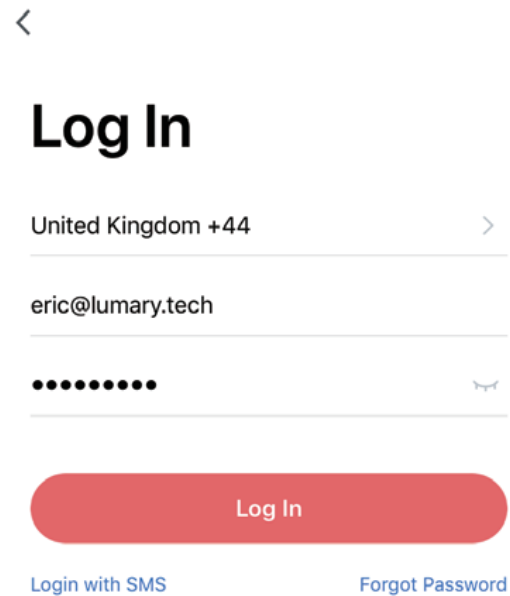 Log In
United Kingdom +44
eric@lumary.tech
•••••••••
Log In
Login with SMS Forgot Password